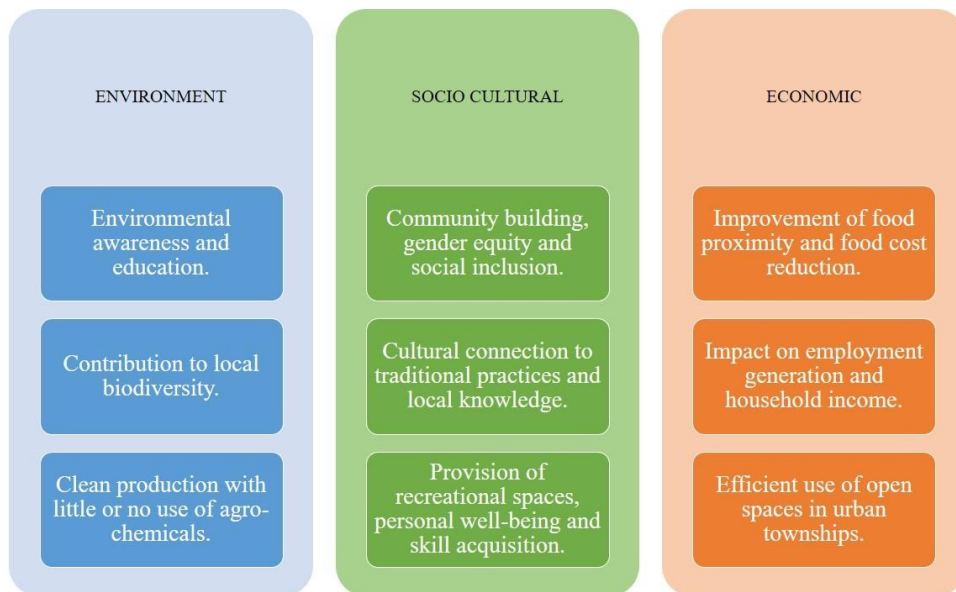 ENVIRONMENT
Environmental
awareness and
education.
Contribution to local
biodiversity.
Clean production with
little or no use of agro-
chemicals.
SOCIO CULTURAL
Community building,
gender equity and
social inclusion.
Cultural connection to
traditional practices and
local knowledge.
Provision of
recreational spaces,
personal well-being and
skill acquisition.
ECONOMIC
Improvement of food
proximity and food cost
reduction.
Impact on employment
generation and
household income.
Efficient use of open
spaces in urban
townships.